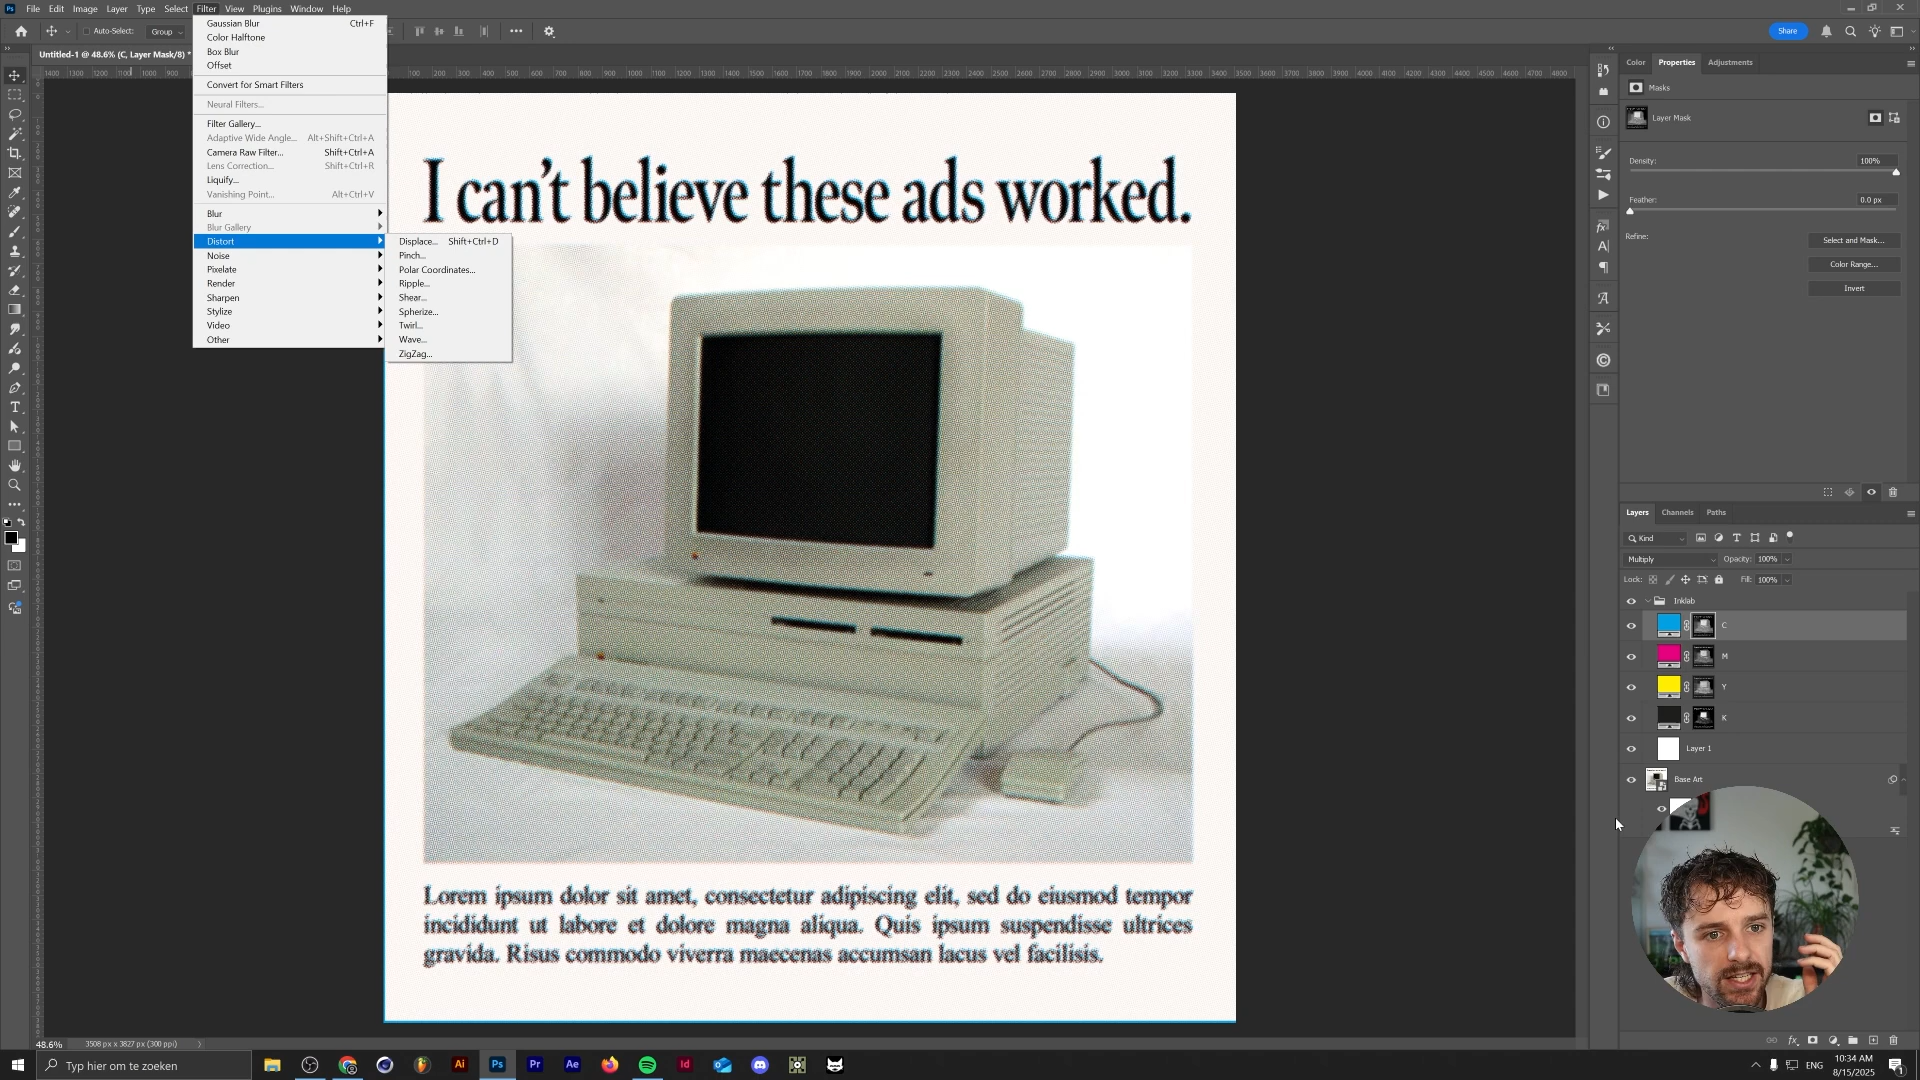 Ps File Edit Image Layer Type Select Filter View Plugins Window Help
Auto-Select: Group
Share
Untitled-1 @ 48.6% (C, Layer Mask/8) *
Gaussian Blur Ctrl+F
Color Halftone
Box Blur
Offset
Convert for Smart Filters
Neural Filters...
Filter Gallery...
Adaptive Wide Angle... Alt+Shift+Ctrl+A
Camera Raw Filter... Shift+Ctrl+A
Lens Correction... Shift+Ctrl+R
Liquify...
Vanishing Point... Alt+Ctrl+V
Blur
Blur Gallery
Distort
Noise
Pixelate
Render
Sharpen
Stylize
Video
Other
Displace... Shift+Ctrl+D
Pinch...
Polar Coordinates...
Ripple...
Shear...
Spherize...
Twirl...
Wave...
ZigZag...
I can't believe these ads worked.
Lorem ipsum dolor sit amet, consectetur adipiscing elit, sed do eiusmod tempor
incididunt ut labore et dolore magna aliqua. Quis ipsum suspendisse ultrices
gravida. Risus commodo viverra maecenas accumsan lacus vel facilisis.
Color Properties Adjustments
Masks
Layer Mask
Density: 100%
Feather: 0.0 px
Refine:
Select and Mask...
Color Range...
Invert
Layers Channels Paths
Kind
Multiply Opacity: 100%
Lock: Fill: 100%
Inklab
C
M
Y
K
Layer 1
Base Art
48.6% 3508 px x 3827 px (300 ppi)
Typ hier om te zoeken
Ai Ps Pr Ae Id
ENG
10:34 AM
8/15/2025